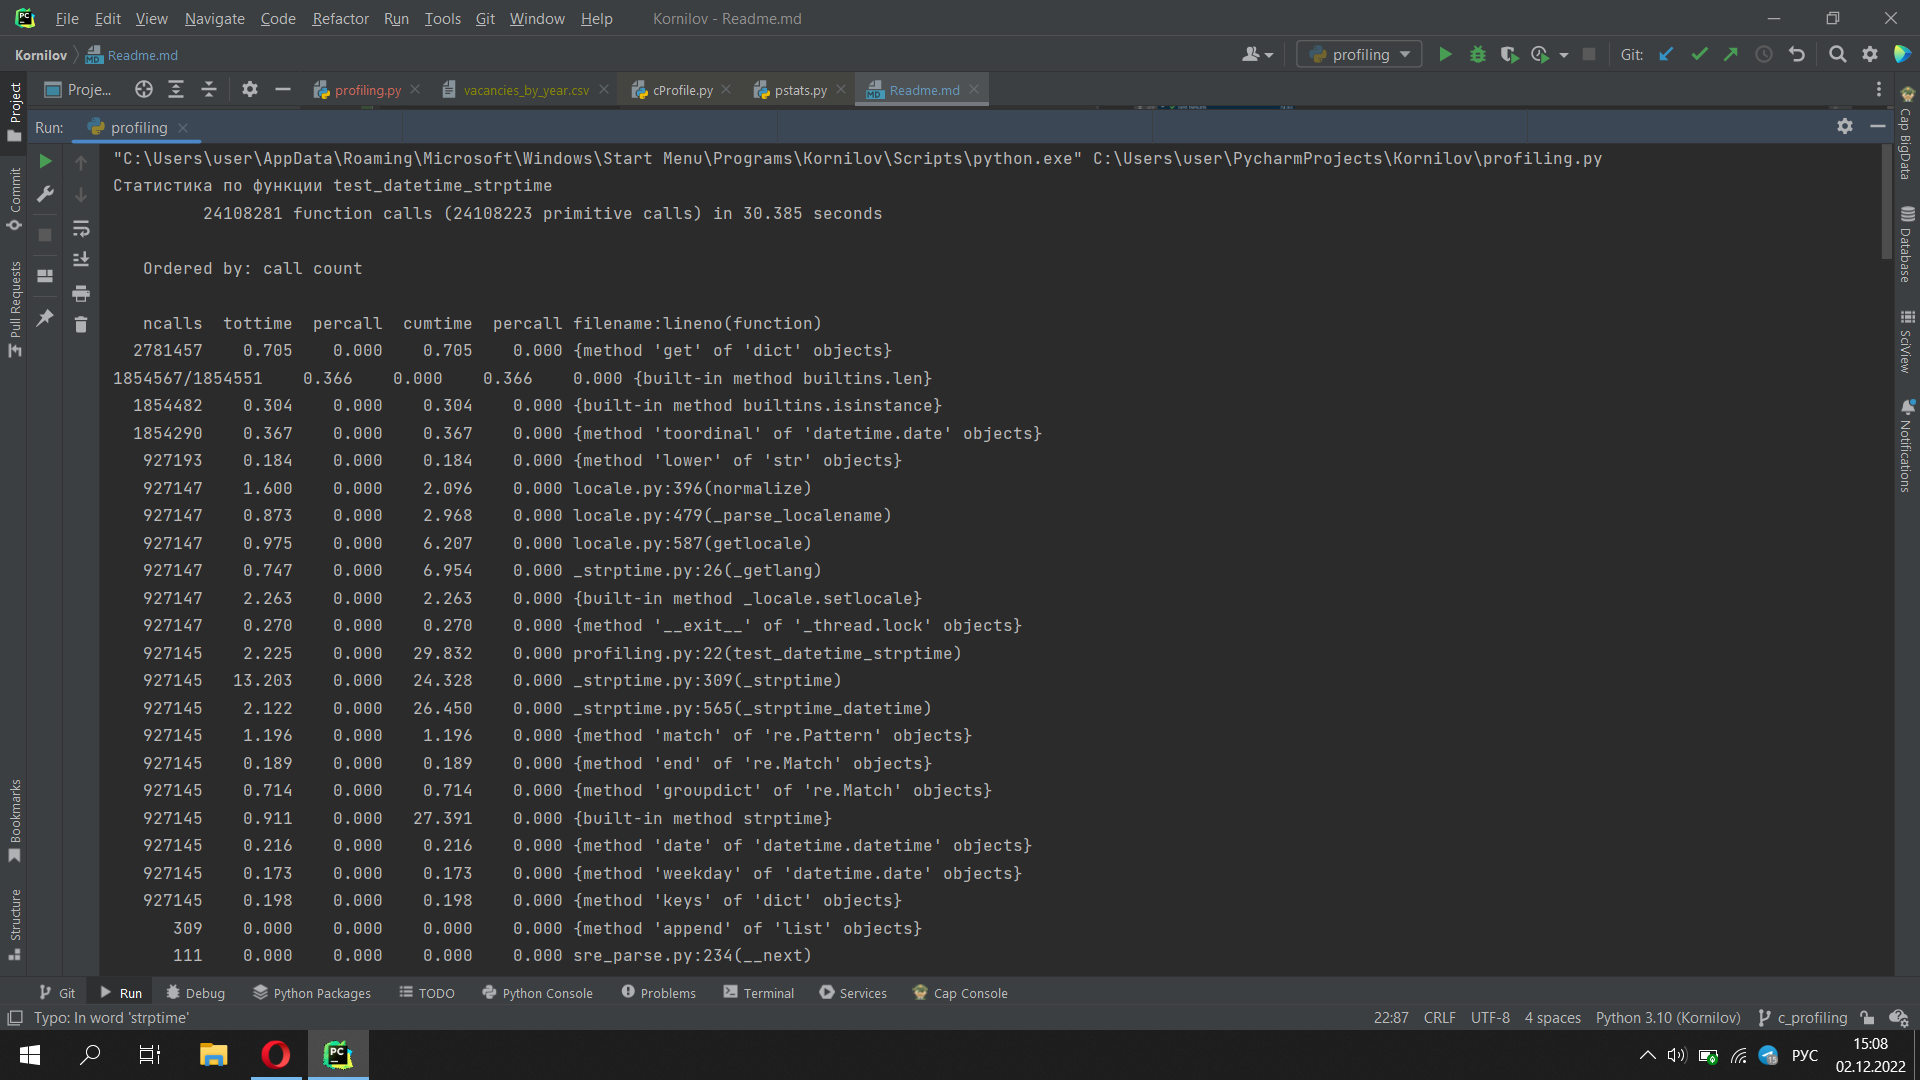 File Edit View Navigate Code Refactor Run Tools Git Window Help Kornilov - Readme.md
Kornilov Readme.md profiling Git:
Proje... profiling.py vacancies_by_year.csv cProfile.py pstats.py Readme.md
Run: profiling
"C:\Users\user\AppData\Roaming\Microsoft\Windows\Start Menu\Programs\Kornilov\Scripts\python.exe" C:\Users\user\PycharmProjects\Kornilov\profiling.py
Статистика по функции test_datetime_strptime
24108281 function calls (24108223 primitive calls) in 30.385 seconds
Ordered by: call count
ncalls tottime percall cumtime percall filename:lineno(function)
2781457 0.705 0.000 0.705 0.000 {method 'get' of 'dict' objects}
1854567/1854551 0.366 0.000 0.366 0.000 {built-in method builtins.len}
1854482 0.304 0.000 0.304 0.000 {built-in method builtins.isinstance}
1854290 0.367 0.000 0.367 0.000 {method 'toordinal' of 'datetime.date' objects}
927193 0.184 0.000 0.184 0.000 {method 'lower' of 'str' objects}
927147 1.600 0.000 2.096 0.000 locale.py:396(normalize)
927147 0.873 0.000 2.968 0.000 locale.py:479(_parse_localename)
927147 0.975 0.000 6.207 0.000 locale.py:587(getlocale)
927147 0.747 0.000 6.954 0.000 _strptime.py:26(_getlang)
927147 2.263 0.000 2.263 0.000 {built-in method _locale.setlocale}
927147 0.270 0.000 0.270 0.000 {method '__exit__' of '_thread.lock' objects}
927145 2.225 0.000 29.832 0.000 profiling.py:22(test_datetime_strptime)
927145 13.203 0.000 24.328 0.000 _strptime.py:309(_strptime)
927145 2.122 0.000 26.450 0.000 _strptime.py:565(_strptime_datetime)
927145 1.196 0.000 1.196 0.000 {method 'match' of 're.Pattern' objects}
927145 0.189 0.000 0.189 0.000 {method 'end' of 're.Match' objects}
927145 0.714 0.000 0.714 0.000 {method 'groupdict' of 're.Match' objects}
927145 0.911 0.000 27.391 0.000 {built-in method strptime}
927145 0.216 0.000 0.216 0.000 {method 'date' of 'datetime.datetime' objects}
927145 0.173 0.000 0.173 0.000 {method 'weekday' of 'datetime.date' objects}
927145 0.198 0.000 0.198 0.000 {method 'keys' of 'dict' objects}
309 0.000 0.000 0.000 0.000 {method 'append' of 'list' objects}
111 0.000 0.000 0.000 0.000 sre_parse.py:234(__next)
Project
Commit
Pull Requests
Bookmarks
Structure
Cap BigData
Database
SciView
Notifications
Git Run Debug Python Packages TODO Python Console Problems Terminal Services Cap Console
Typo: In word 'strptime' 22:87 CRLF UTF-8 4 spaces Python 3.10 (Kornilov) c_profiling
РУС 15:08
02.12.2022